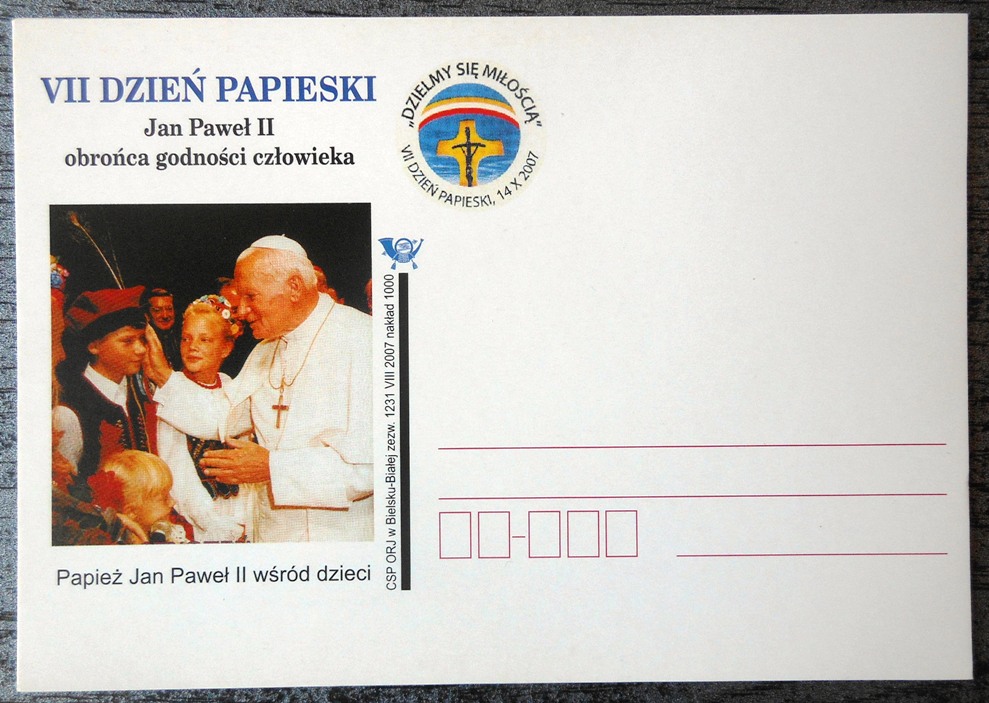 VII DZIEŃ PAPIESKI
Jan Paweł II
obrońca godności człowieka
„DZIELMY SIĘ MIŁOŚCIĄ”
VII DZIEŃ PAPIESKI, 14 X 2007
CSP ORJ w Bielsku-Białej zezw. 1231 VIII 2007 nakład 1000
Papież Jan Paweł II wśród dzieci